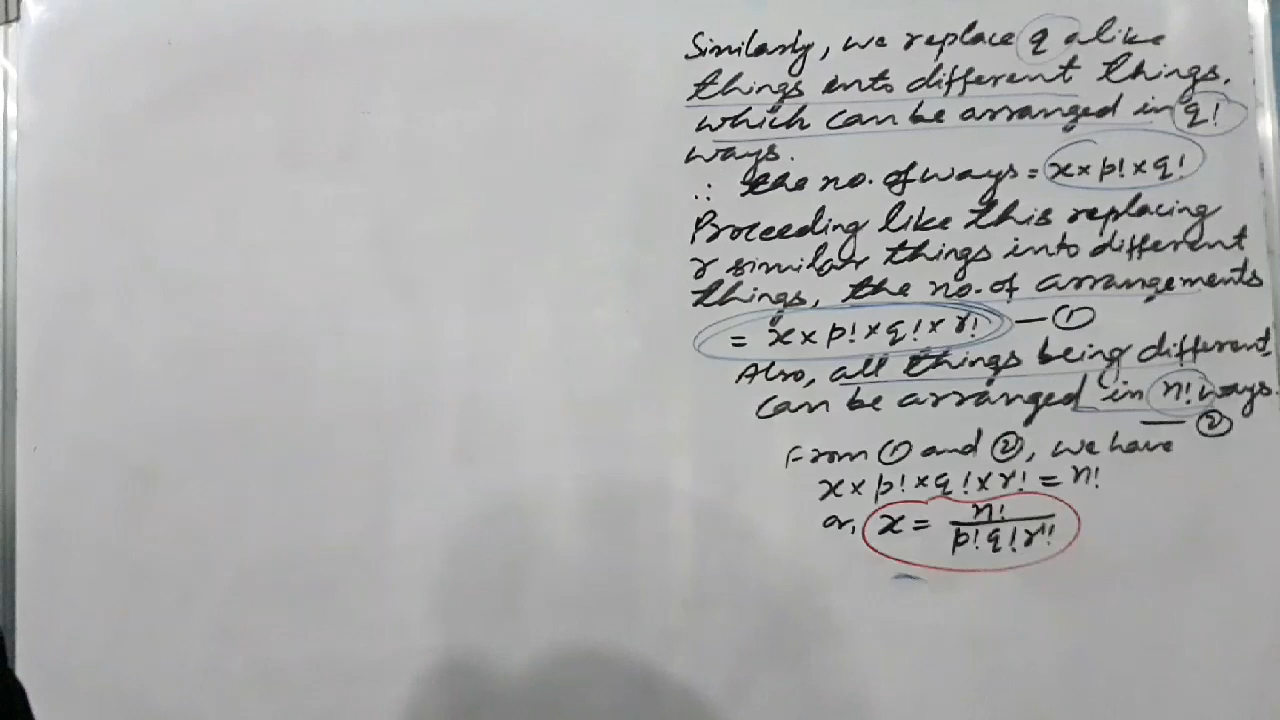 Similarly, we replace q alike
things into different things,
which can be arranged in q!
ways.
∴ the no. of ways = x × p! × q!
Proceeding like this replacing
r similar things into different
things, the no. of arrangements
= x × p! × q! × r! — ①
Also, all things being different
can be arranged in n! ways.
— ②
From ① and ②, we have
x × p! × q! × r! = n!
or, x = n! / p! q! r!